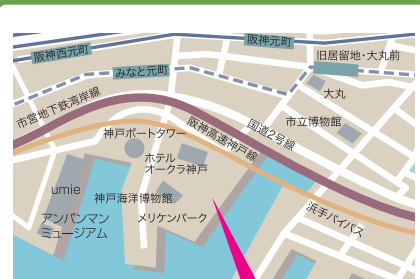 阪神西元町
阪神元町
旧居留地・大丸前
みなと元町
大丸
市営地下鉄湾岸線
市立博物館
国道2号線
阪神高速神戸線
神戸ポートタワー
ホテル
オークラ神戸
umie
神戸海洋博物館
アンパンマン
ミュージアム
メリケンパーク
浜手バイパス